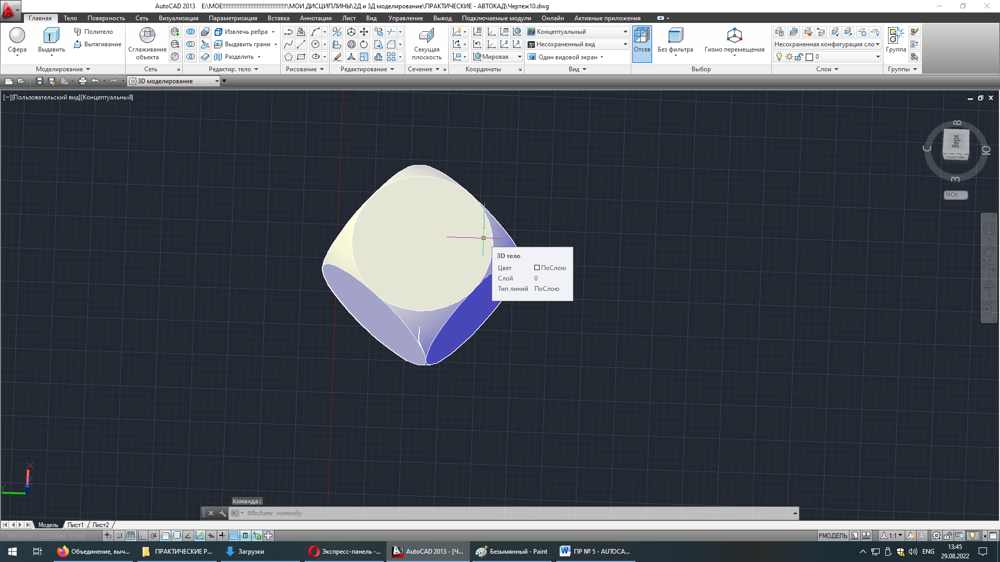 AutoCAD 2013 E:\МОЕ!!!!!!!!!!!!!!!!!!!!!!!!!!!!!!!!!!!!!!!!!\МОИ ДИСЦИПЛИНЫ\2Д и 3Д моделирование\ПРАКТИЧЕСКИЕ - АВТОКАД\Чертеж10.dwg
Главная Тело Поверхность Сеть Визуализация Параметризация Вставка Аннотации Лист Вид Управление Вывод Подключаемые модули Онлайн Активные приложения
Политело Извлечь ребра Концептуальный
Вытягивание Выдавить грани Несохраненный вид Несохраненная конфигурация сло
Сфера Выдавить Сглаживание объекта Секущая плоскость Отсев Без фильтра Гизмо перемещения Группа
Разделить Мировая Один видовой экран 0
Моделирование Сеть Редактир. тело Рисование Редактирование Сечение Координаты Вид Выбор Слои Группы
3D моделирование
[−][Пользовательский вид][Концептуальный]
В
С Верх Ю
З
МСК
3D тело
Цвет ПоСлою
Слой 0
Тип линий ПоСлою
X
Y
Команда:
Введите команду
Модель Лист1 Лист2
3547.0762, -3328.8694, 0.0000 РМОДЕЛЬ 1:1
Объединение, выч... ПРАКТИЧЕСКИЕ Р... Загрузки Экспресс-панель -... AutoCAD 2013 - [Ч... Безымянный - Paint ПР № 5 - AUTOCA... ENG
13:45
29.08.2022